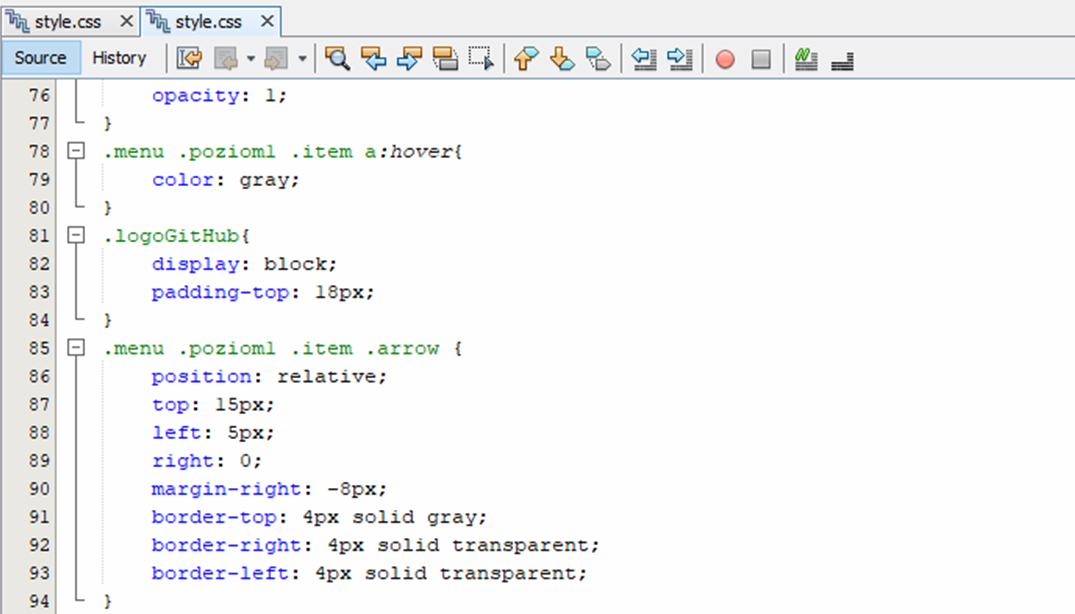 style.css style.css
Source History
76 opacity: 1;
77 }
78 .menu .poziom1 .item a:hover{
79 color: gray;
80 }
81 .logoGitHub{
82 display: block;
83 padding-top: 18px;
84 }
85 .menu .poziom1 .item .arrow {
86 position: relative;
87 top: 15px;
88 left: 5px;
89 right: 0;
90 margin-right: -8px;
91 border-top: 4px solid gray;
92 border-right: 4px solid transparent;
93 border-left: 4px solid transparent;
94 }